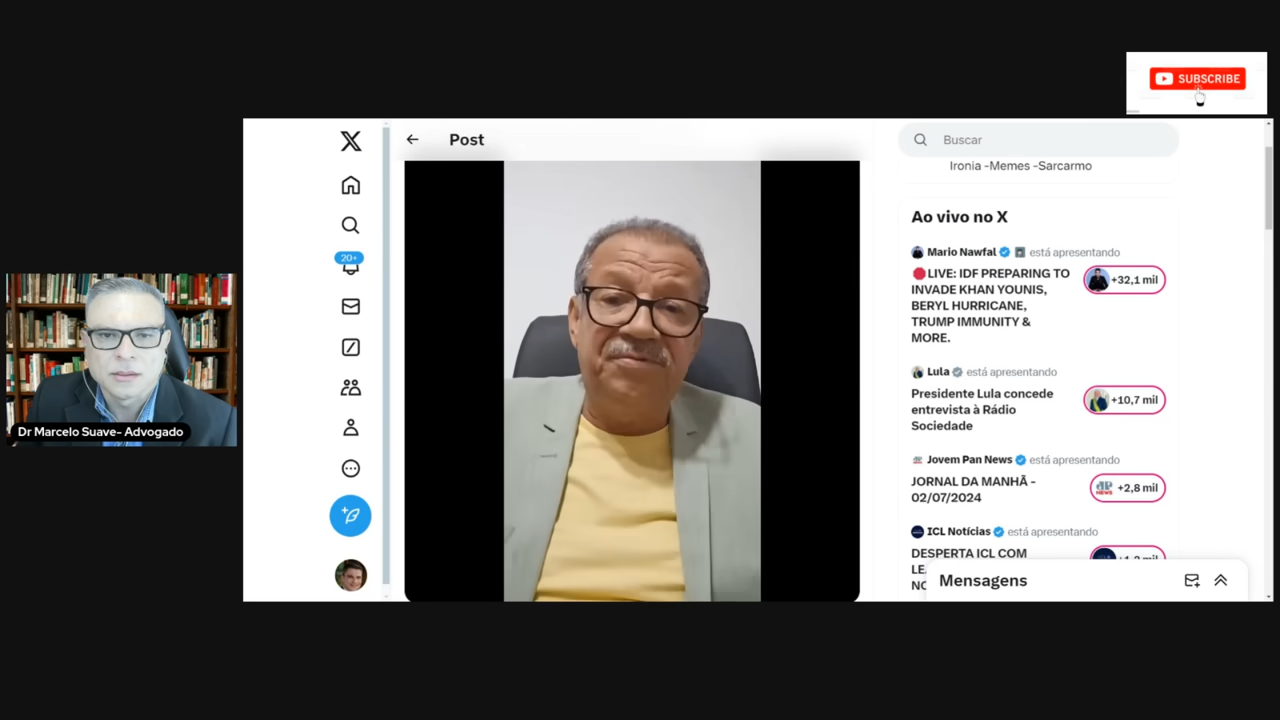 SUBSCRIBE
Post
Buscar
Ironia -Memes -Sarcarmo
Ao vivo no X
Mario Nawfal está apresentando
LIVE: IDF PREPARING TO
INVADE KHAN YOUNIS,
BERYL HURRICANE,
TRUMP IMMUNITY &
MORE.
+32,1 mil
20+
Lula está apresentando
Presidente Lula concede
entrevista à Rádio
Sociedade
+10,7 mil
Dr Marcelo Suave- Advogado
Jovem Pan News está apresentando
JORNAL DA MANHÃ -
02/07/2024
JP
NEWS
+2,8 mil
ICL Notícias está apresentando
DESPERTA ICL COM
Mensagens